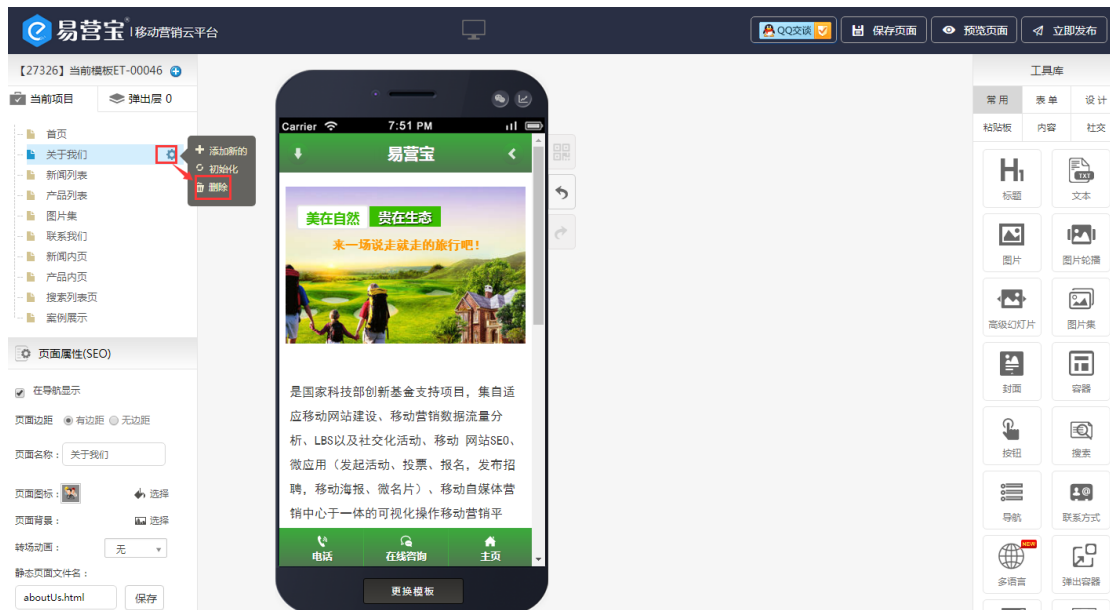 易营宝® | 移动营销云平台
QQ交谈
保存页面
预览页面
立即发布
【27326】当前模板ET-00046
当前项目
弹出层 0
首页
关于我们
新闻列表
产品列表
图片集
联系我们
新闻内页
产品内页
搜索列表页
案例展示
添加新的
初始化
删除
页面属性(SEO)
在导航显示
页面边距
有边距
无边距
页面名称：
关于我们
页面图标：
选择
页面背景：
选择
转场动画：
无
静态页面文件名：
aboutUs.html
保存
Carrier
7:51 PM
易营宝
美在自然
贵在生态
来一场说走就走的旅行吧！
是国家科技部创新基金支持项目，集自适
应移动网站建设、移动营销数据流量分
析、LBS以及社交化活动、移动 网站SEO、
微应用（发起活动、投票、报名，发布招
聘，移动海报、微名片）、移动自媒体营
销中心于一体的可视化操作移动营销平
电话
在线咨询
主页
更换模板
工具库
常用
表单
设计
粘贴板
内容
社交
H1
标题
TXT
文本
图片
图片轮播
高级幻灯片
图片集
封面
容器
按钮
搜索
导航
联系方式
NEW
多语言
弹出容器